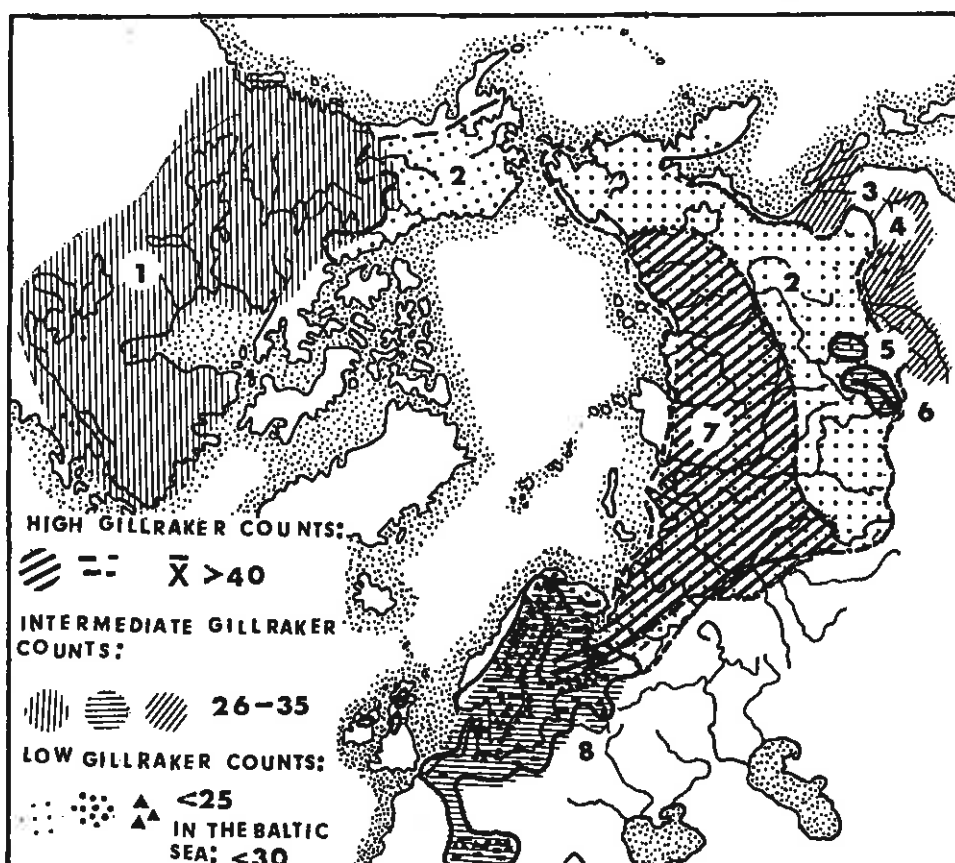 2
3
4
1
2
5
6
7
HIGH GILLRAKER COUNTS:
X̄ >40
INTERMEDIATE GILLRAKER
COUNTS:
26-35
8
LOW GILLRAKER COUNTS:
<25
IN THE BALTIC
SEA: <30